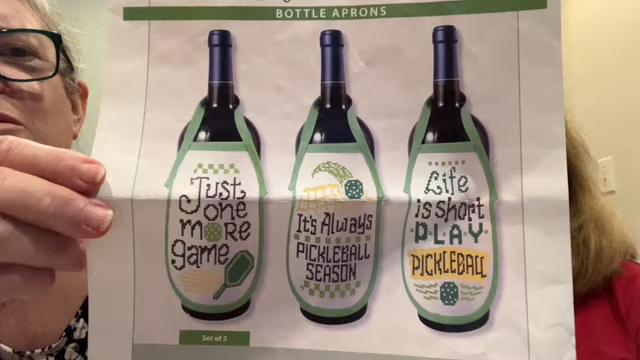 BOTTLE APRONS
Just
one
more
game
It's Always
PICKLEBALL
SEASON
Life
is short
PLAY
PICKLEBALL
Set of 3